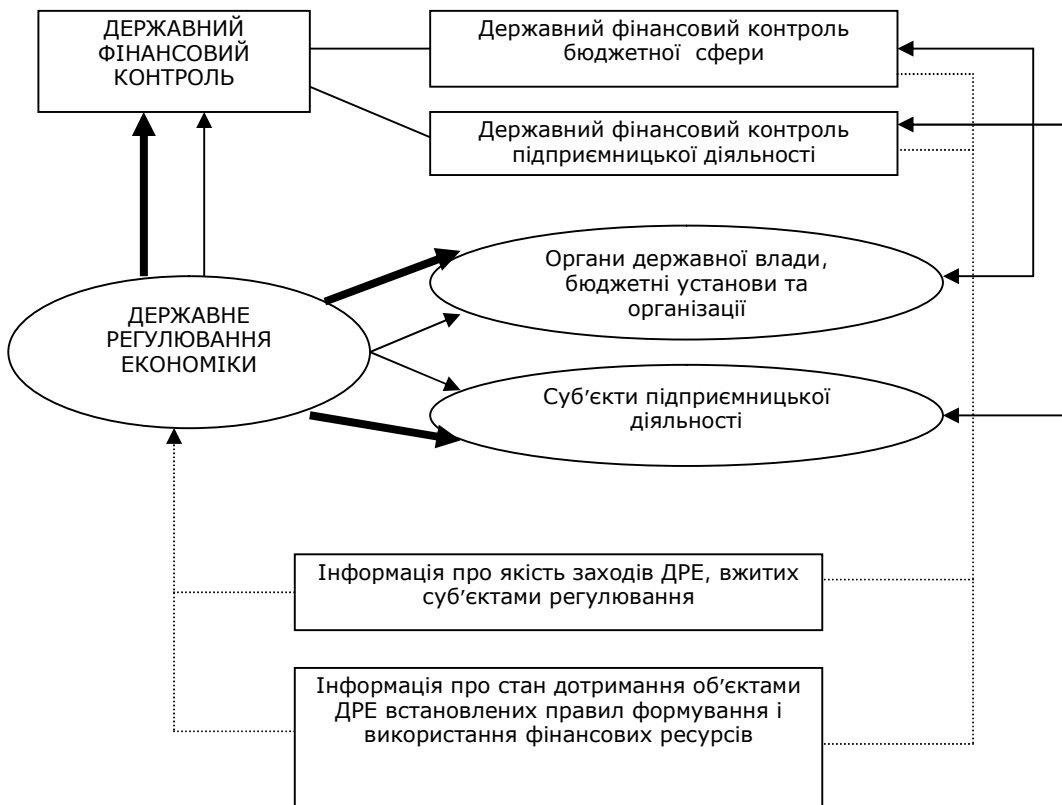 ДЕРЖАВНИЙ
ФІНАНСОВИЙ
КОНТРОЛЬ
Державний фінансовий контроль
бюджетної сфери
Державний фінансовий контроль
підприємницької діяльності
Органи державної влади,
бюджетні установи та
організації
ДЕРЖАВНЕ
РЕГУЛЮВАННЯ
ЕКОНОМІКИ
Суб’єкти підприємницької
діяльності
Інформація про якість заходів ДРЕ, вжитих
суб’єктами регулювання
Інформація про стан дотримання об’єктами
ДРЕ встановлених правил формування і
використання фінансових ресурсів